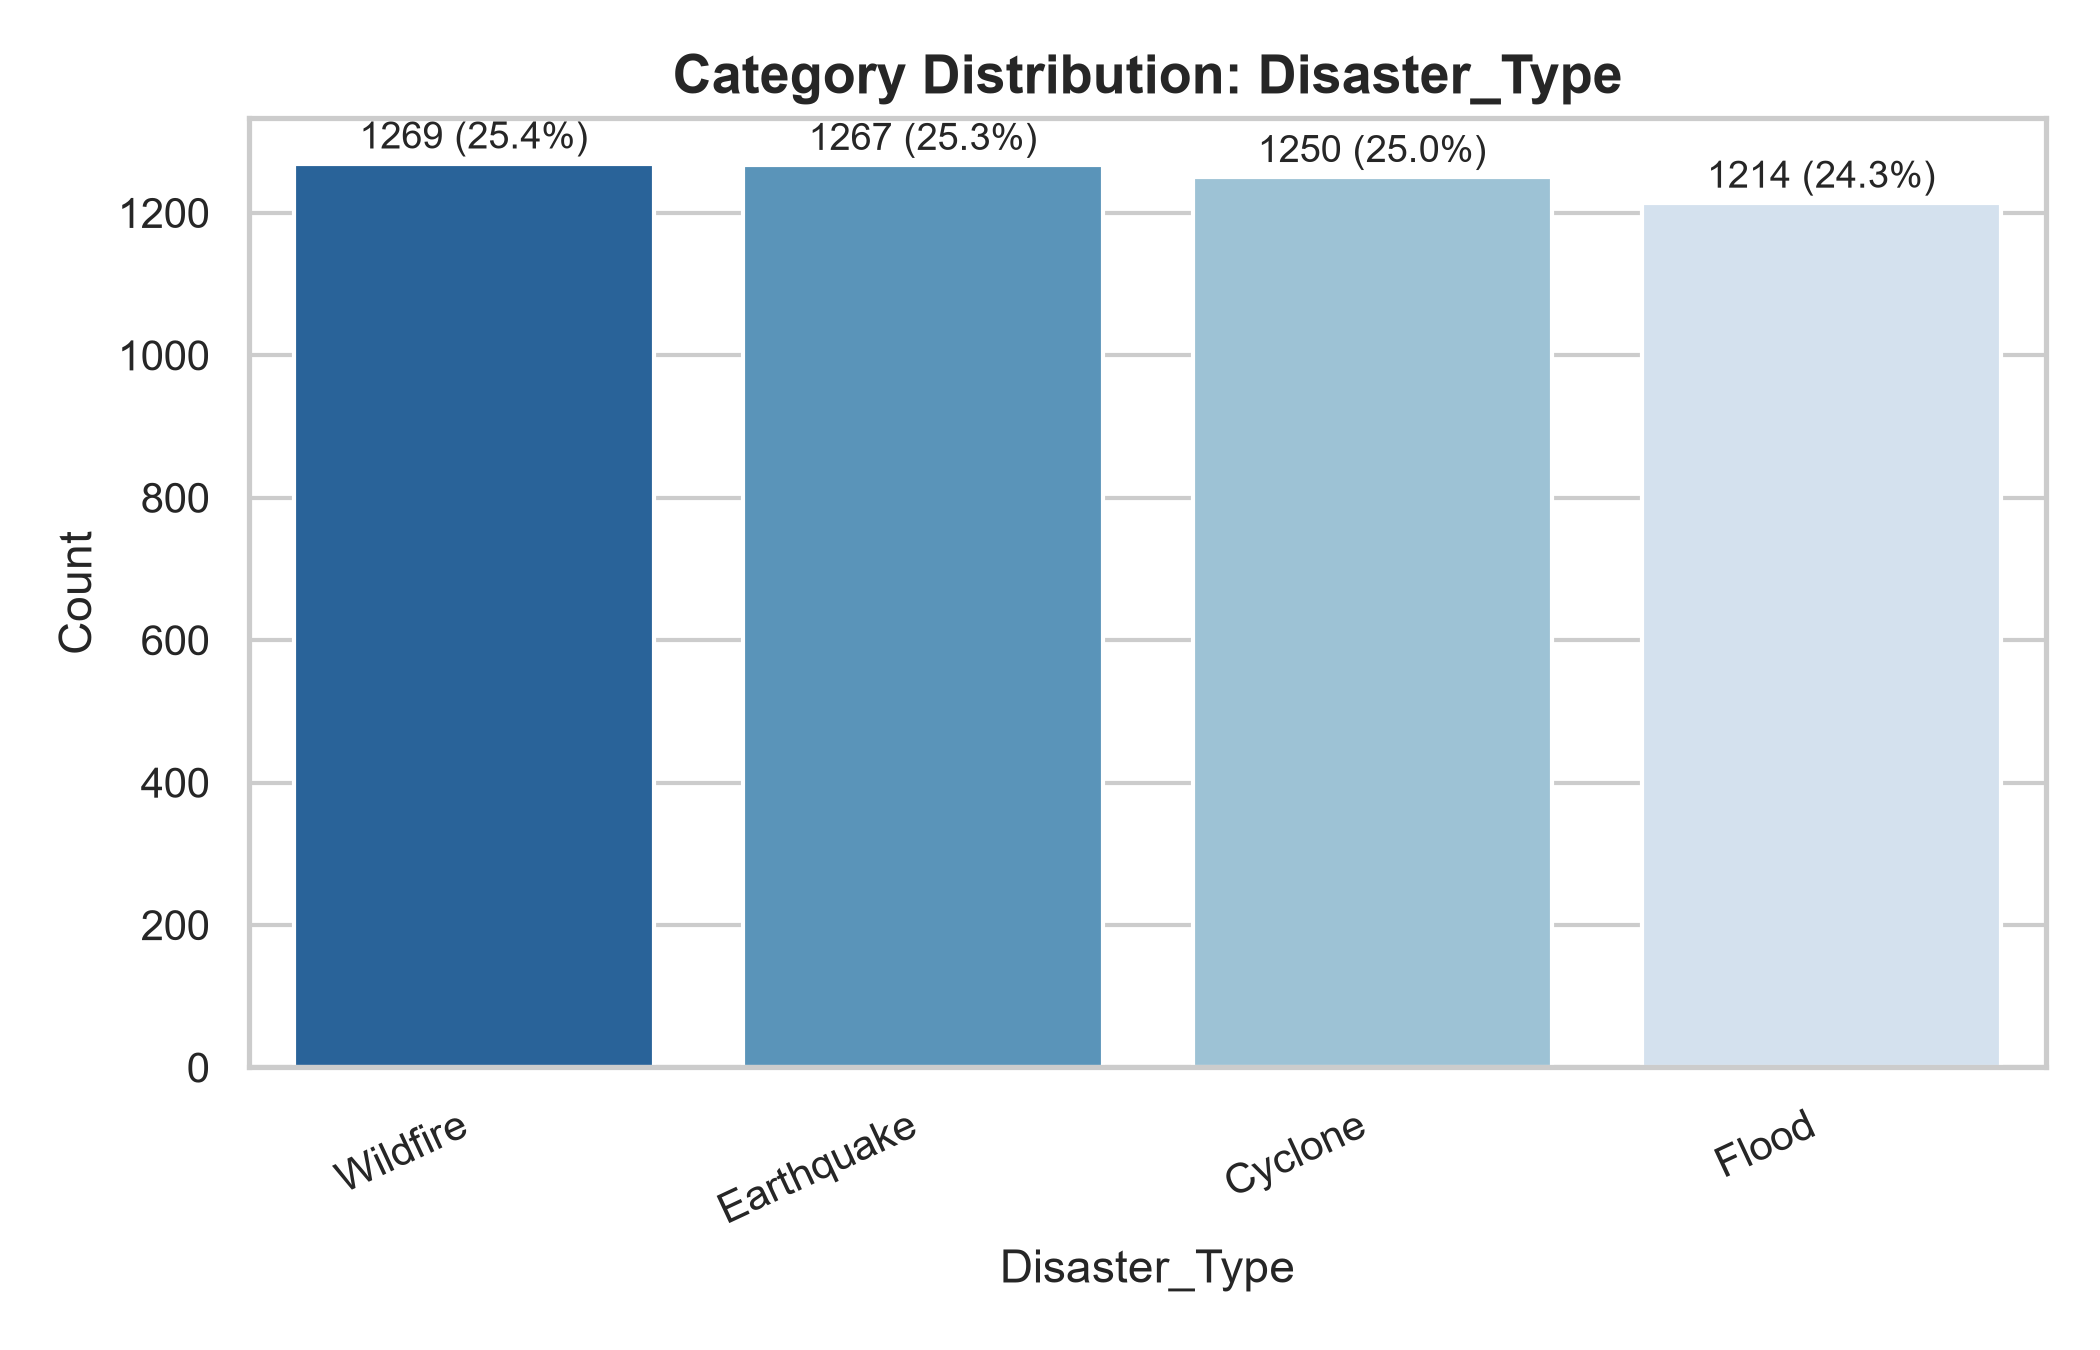 Category Distribution: Disaster_Type
1269 (25.4%)
1267 (25.3%)
1250 (25.0%)
1214 (24.3%)
1200
1000
800
600
400
200
0
Count
Wildfire
Earthquake
Cyclone
Flood
Disaster_Type